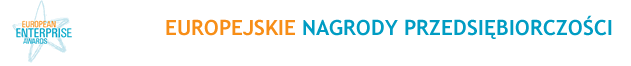 EUROPEAN
ENTERPRISE
AWARDS
EUROPEJSKIE NAGRODY PRZEDSIĘBIORCZOŚCI